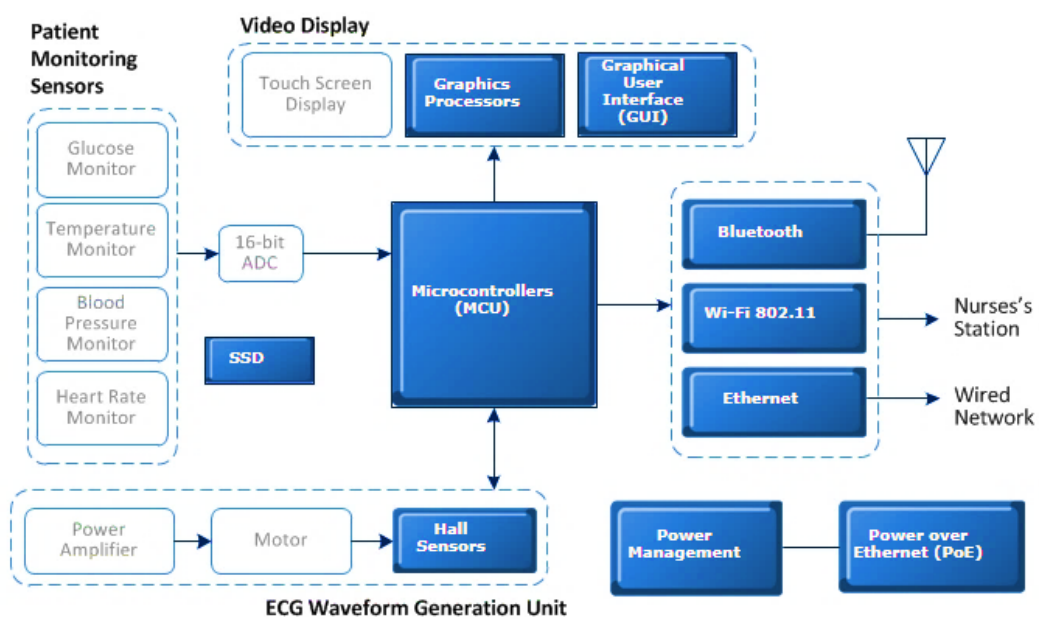 Patient
Monitoring
Sensors
Video Display
Touch Screen
Display
Graphics
Processors
Graphical
User
Interface
(GUI)
Glucose
Monitor
Temperature
Monitor
Blood
Pressure
Monitor
Heart Rate
Monitor
16-bit
ADC
SSD
Microcontrollers
(MCU)
Bluetooth
Wi-Fi 802.11
Ethernet
Nurses's
Station
Wired
Network
Power
Amplifier
Motor
Hall
Sensors
ECG Waveform Generation Unit
Power
Management
Power over
Ethernet (PoE)